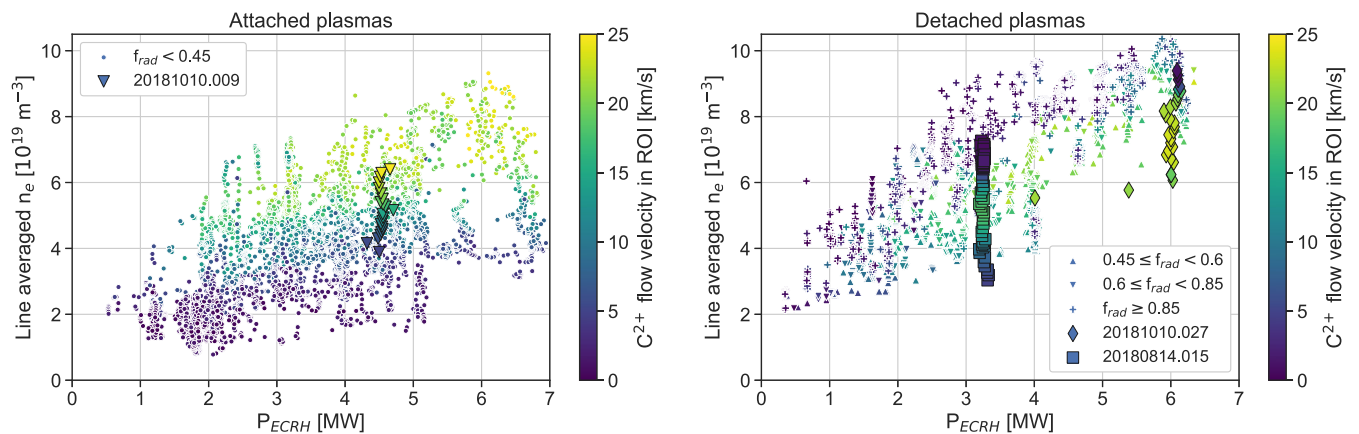 Attached plasmas
f_rad < 0.45
20181010.009
Line averaged n_e [10^19 m^−3]
10
8
6
4
2
0
0 1 2 3 4 5 6 7
P_ECRH [MW]
25
20
15
10
5
0
C^2+ flow velocity in ROI [km/s]
Detached plasmas
Line averaged n_e [10^19 m^−3]
10
8
6
4
2
0
0.45 ≤ f_rad < 0.6
0.6 ≤ f_rad < 0.85
f_rad ≥ 0.85
20181010.027
20180814.015
0 1 2 3 4 5 6 7
P_ECRH [MW]
25
20
15
10
5
0
C^2+ flow velocity in ROI [km/s]